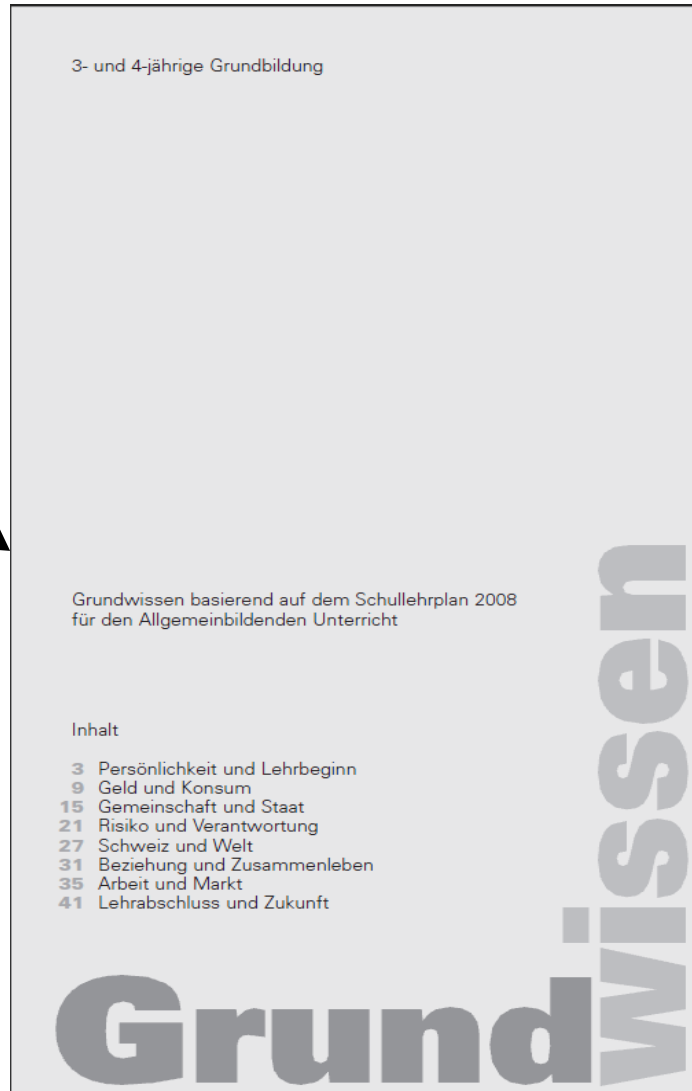 3- und 4-jährige Grundbildung
Grundwissen basierend auf dem Schullehrplan 2008
für den Allgemeinbildenden Unterricht
Inhalt
3 Persönlichkeit und Lehrbeginn
9 Geld und Konsum
15 Gemeinschaft und Staat
21 Risiko und Verantwortung
27 Schweiz und Welt
31 Beziehung und Zusammenleben
35 Arbeit und Markt
41 Lehrabschluss und Zukunft
Grund
wissen